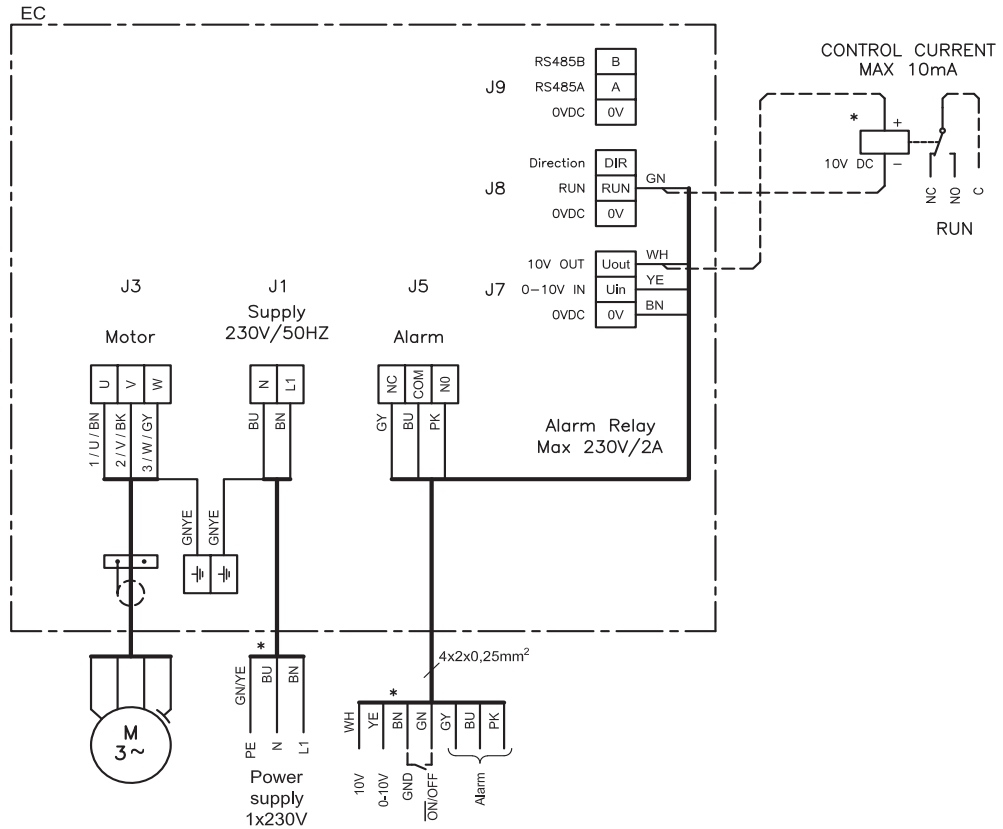 EC
RS485B B
J9 RS485A A
0VDC 0V
CONTROL CURRENT
MAX 10mA
*
+
10V DC −
NC
NO
C
RUN
Direction DIR
J8 RUN RUN GN
0VDC 0V
10V OUT Uout WH
J7 0−10V IN Uin YE
0VDC 0V BN
J3
Motor
U
V
W
1 / U / BN
2 / V / BK
3 / W / GY
GNYE
J1
Supply
230V/50HZ
N
L1
BU
BN
GNYE
J5
Alarm
NC
COM
N0
GY
BU
PK
Alarm Relay
Max 230V/2A
M
3~
*
GN/YE
BU
BN
PE
N
L1
Power
supply
1x230V
4x2x0,25mm²
*
WH
YE
BN
GN
GY
BU
PK
10V
0-10V
GND
ON/OFF
Alarm